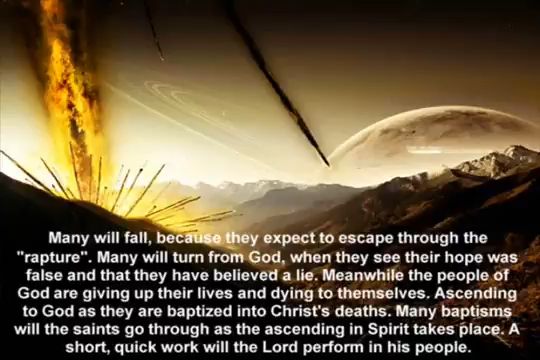 Many will fall, because they expect to escape through the
"rapture". Many will turn from God, when they see their hope was
false and that they have believed a lie. Meanwhile the people of
God are giving up their lives and dying to themselves. Ascending
to God as they are baptized into Christ's deaths. Many baptisms
will the saints go through as the ascending in Spirit takes place. A
short, quick work will the Lord perform in his people.